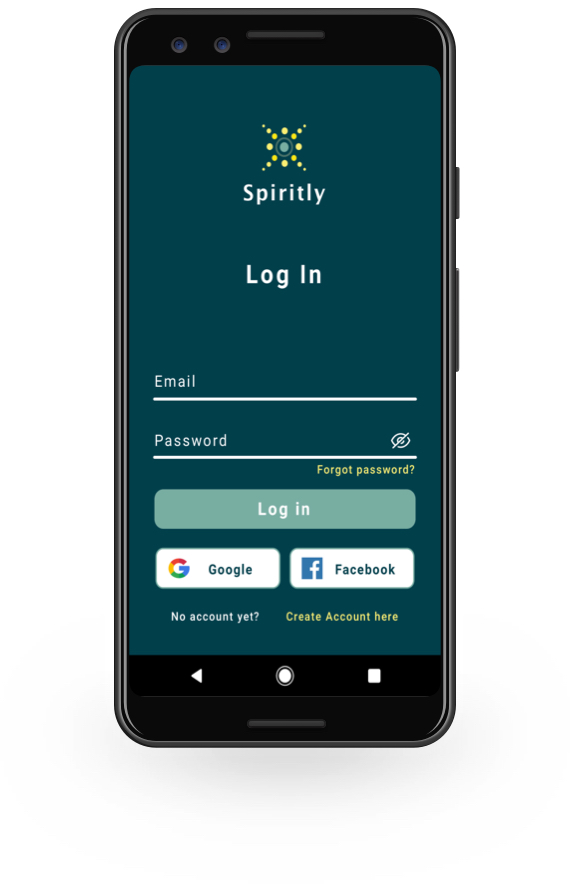 Spiritly
Log In
Email
Password
Forgot password?
Log in
Google Facebook
No account yet? Create Account here